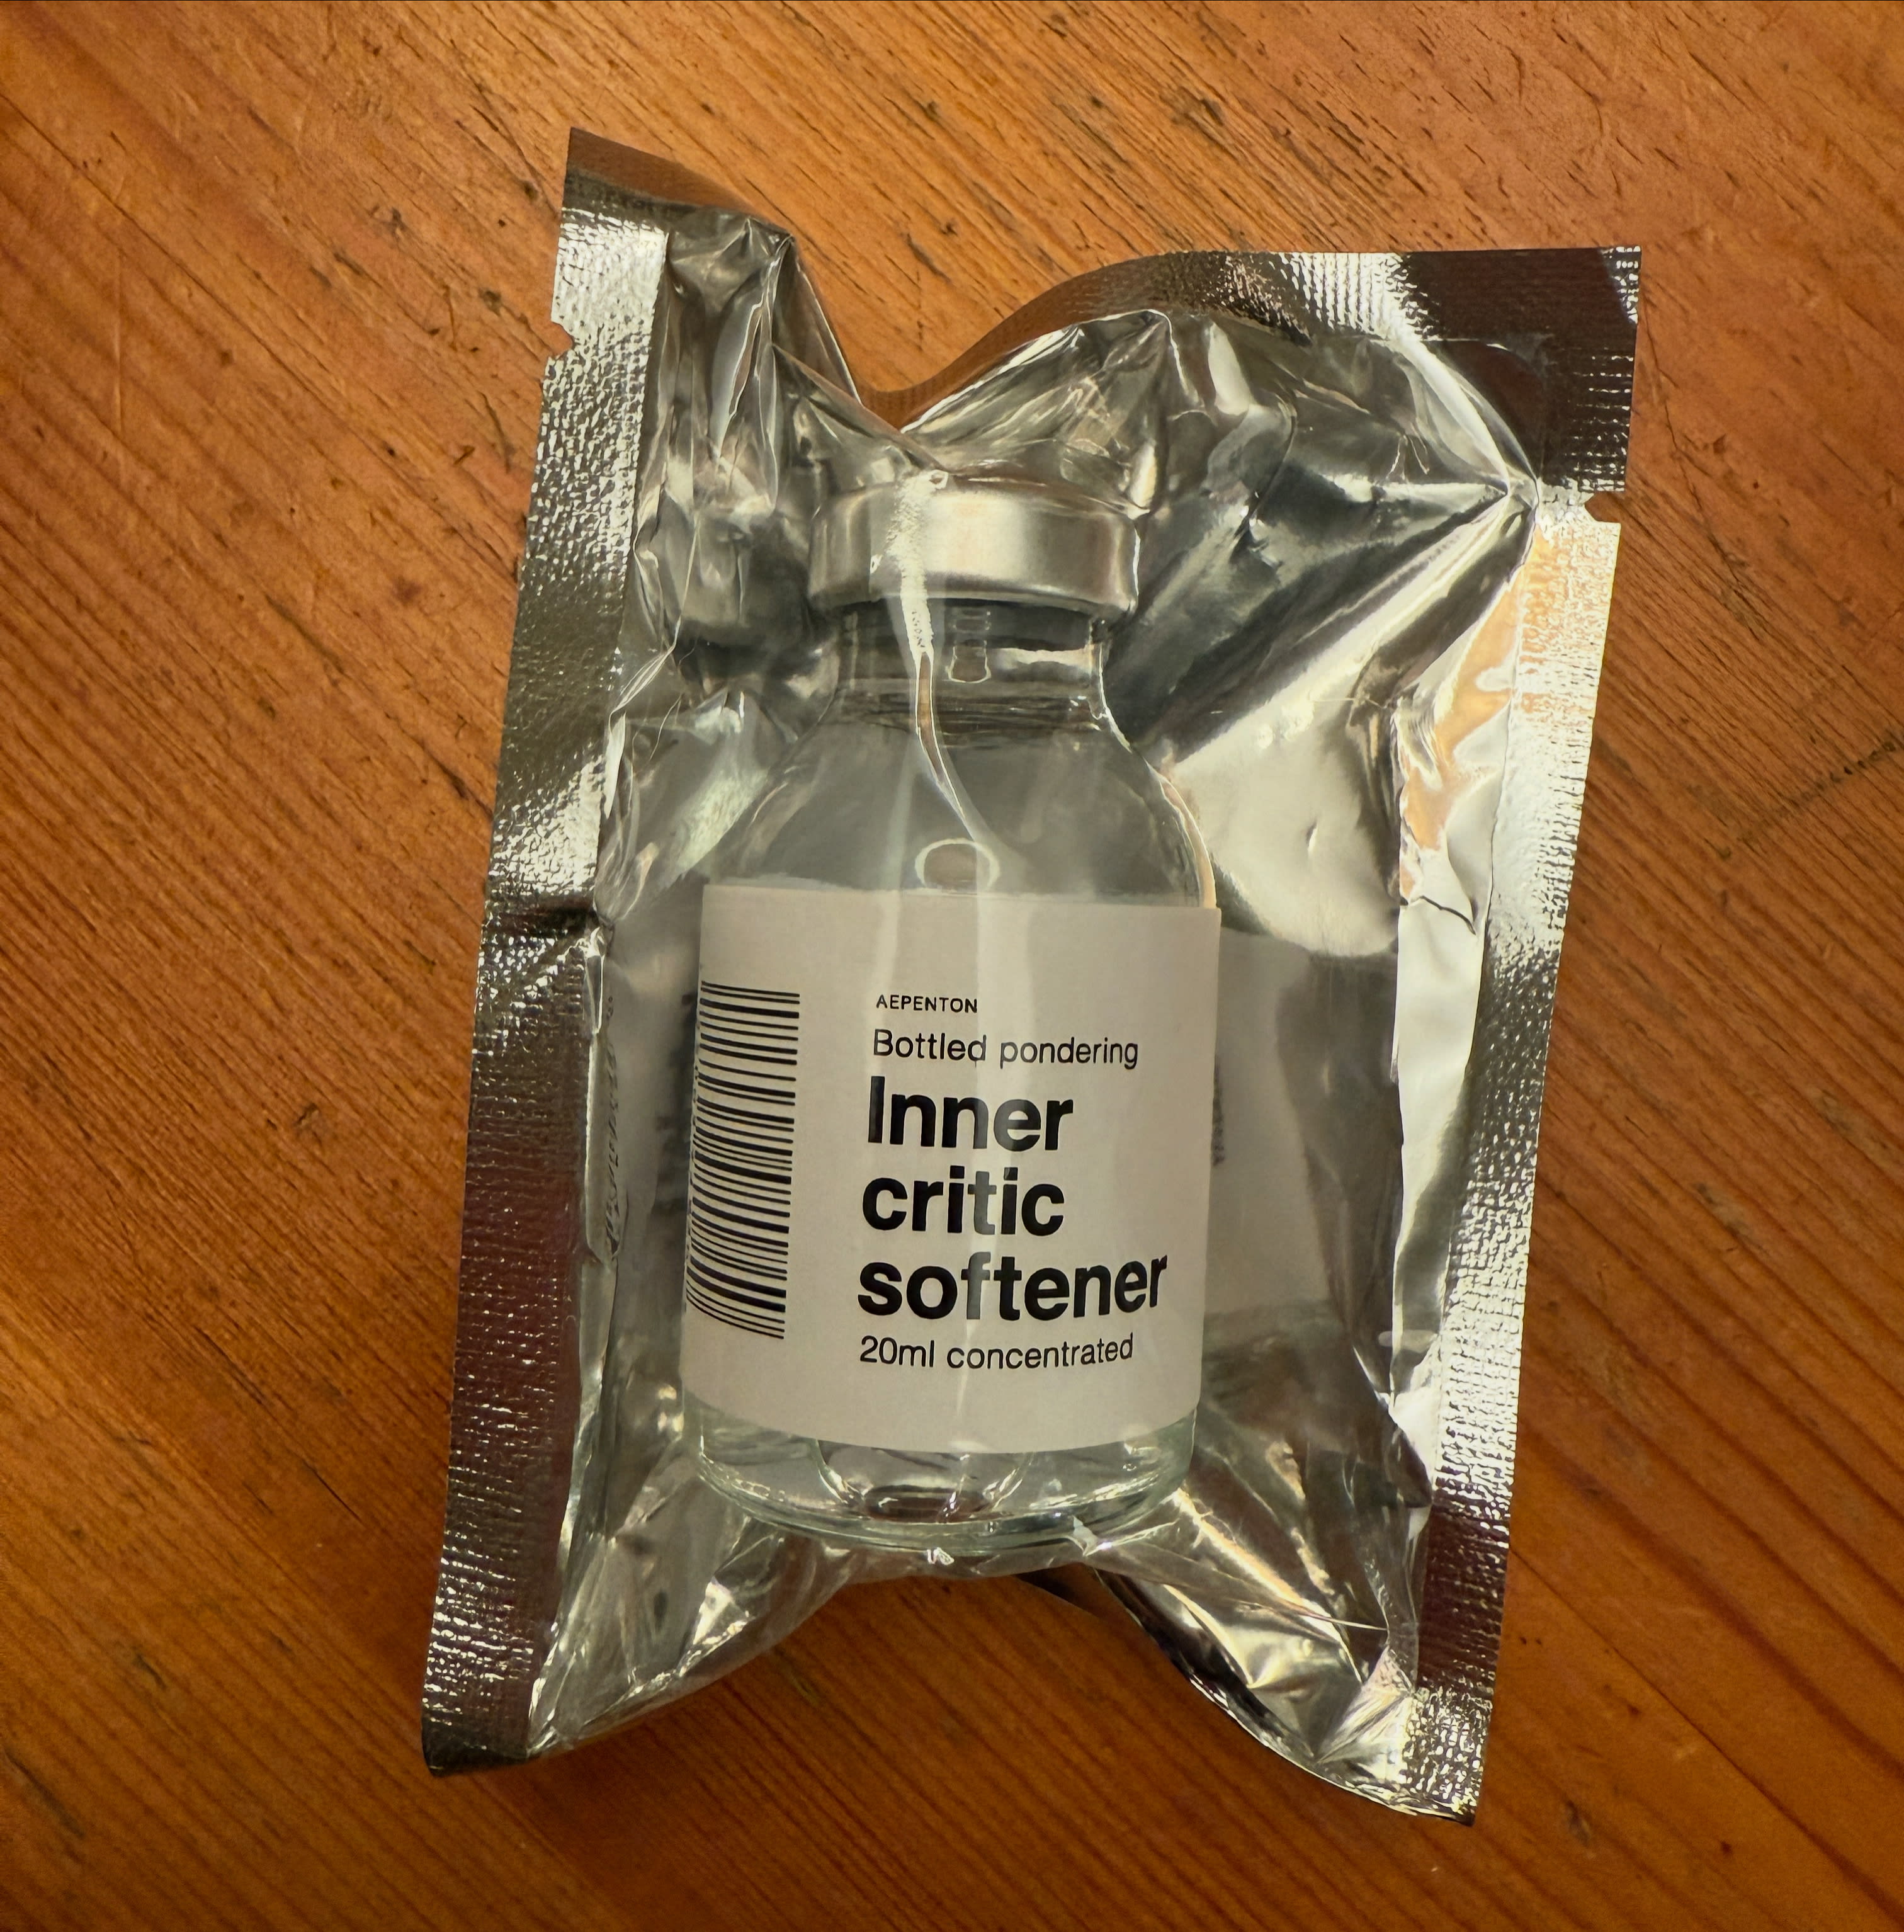 AEPENTON
Bottled pondering
Inner
critic
softener
20ml concentrated